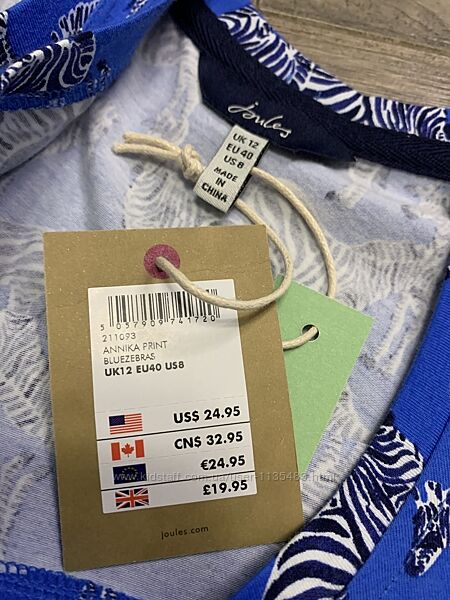 Joules
UK 12
EU 40
US 8
MADE
IN
CHINA
5 057909 741720
211093
ANNIKA PRINT
BLUEZEBRAS
UK12 EU40 US8
US$ 24.95
CN$ 32.95
€24.95
£19.95
joules.com